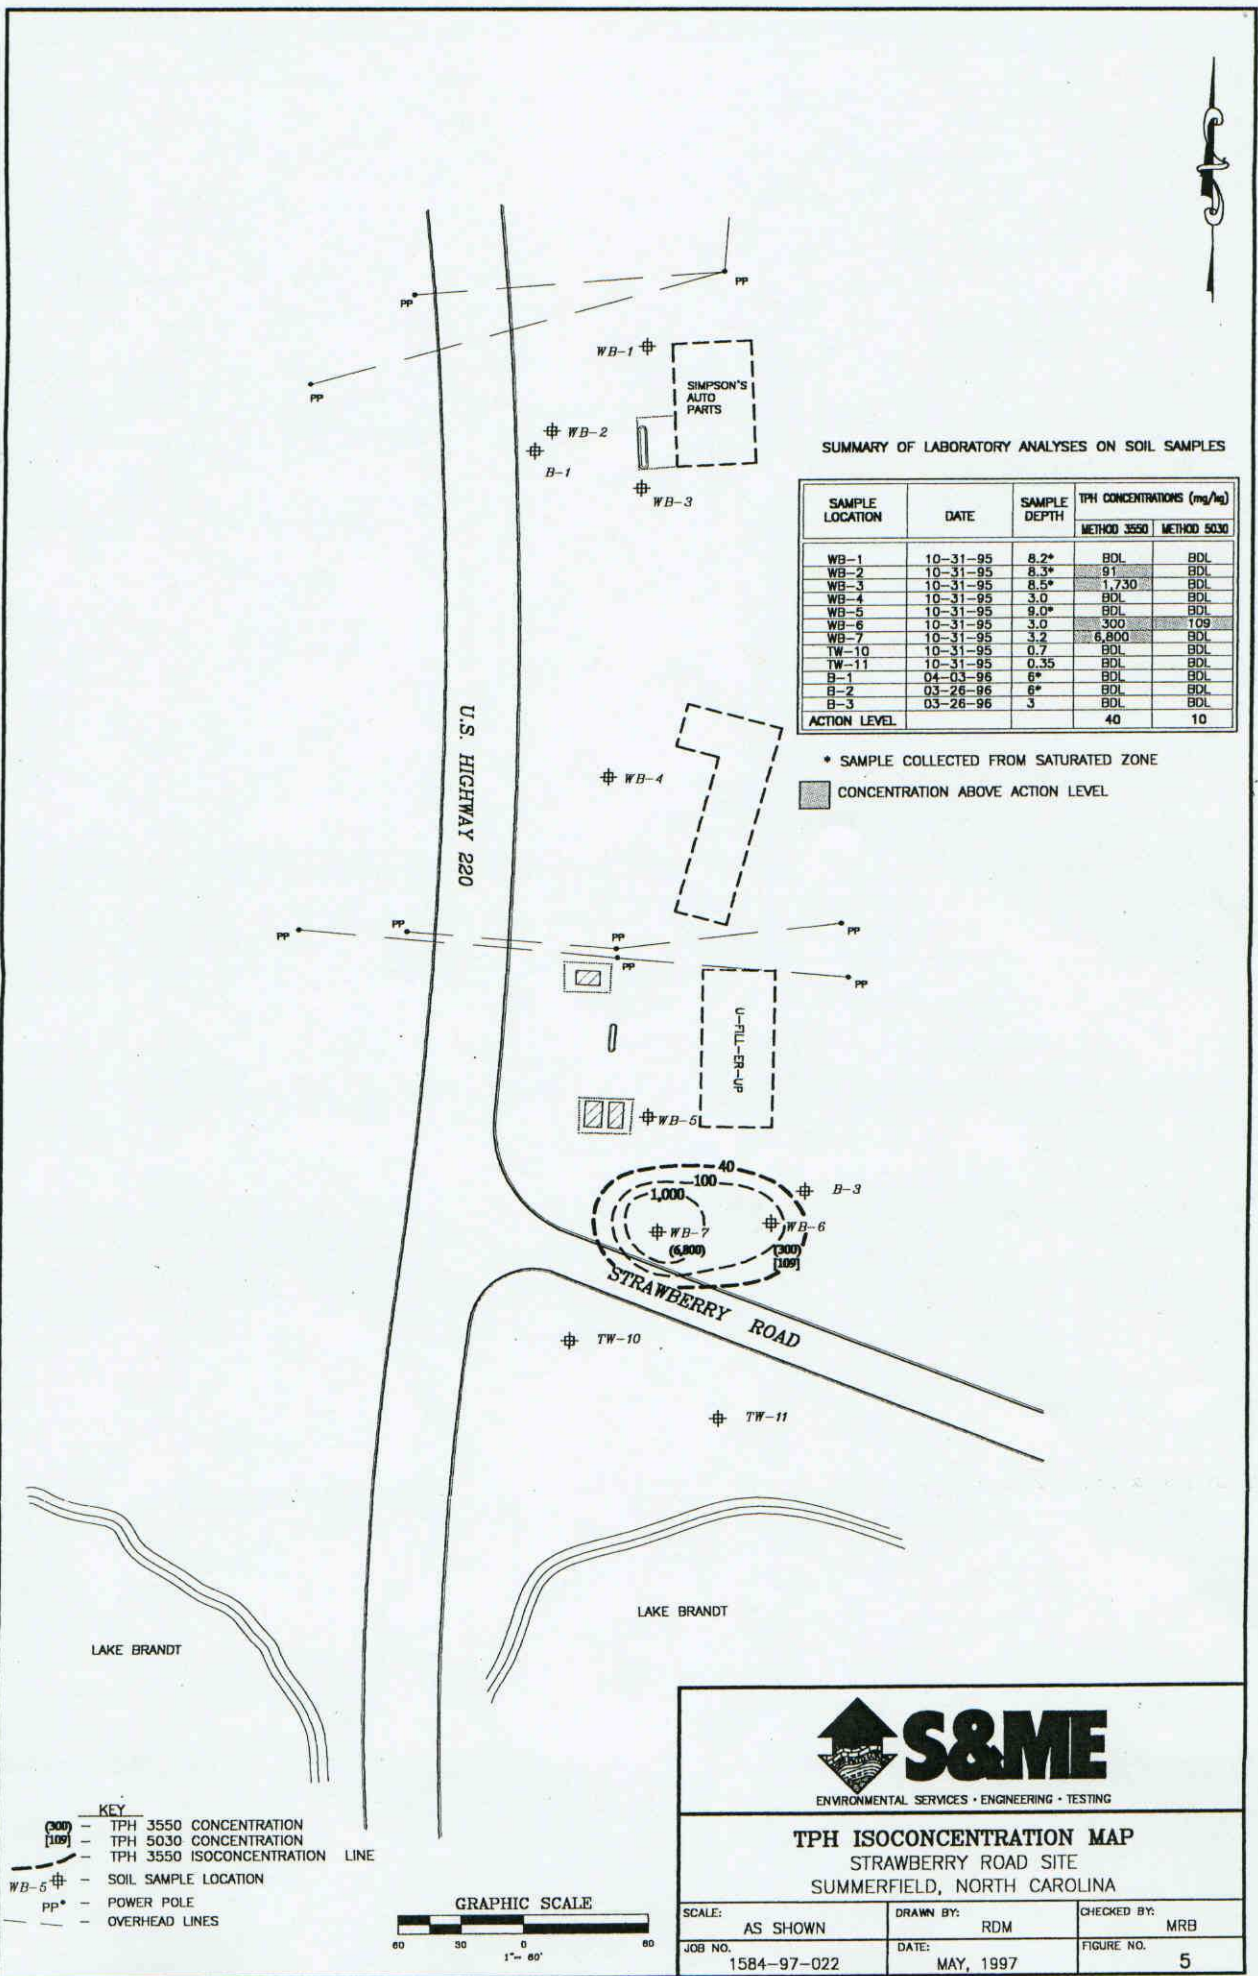 PP
PP
PP
WB-1
SIMPSON'S
AUTO
PARTS
WB-2
B-1
WB-3
SUMMARY OF LABORATORY ANALYSES ON SOIL SAMPLES
SAMPLE LOCATION DATE SAMPLE DEPTH TPH CONCENTRATIONS (mg/kg)
METHOD 3550 METHOD 5030
WB-1 10-31-95 8.2* BDL BDL
WB-2 10-31-95 8.3* 91 BDL
WB-3 10-31-95 8.5* 1,730 BDL
WB-4 10-31-95 3.0 BDL BDL
WB-5 10-31-95 9.0* BDL BDL
WB-6 10-31-95 3.0 300 109
WB-7 10-31-95 3.2 6,800 BDL
TW-10 10-31-95 0.7 BDL BDL
TW-11 10-31-95 0.35 BDL BDL
B-1 04-03-96 6* BDL BDL
B-2 03-26-96 6* BDL BDL
B-3 03-26-96 3 BDL BDL
ACTION LEVEL 40 10
* SAMPLE COLLECTED FROM SATURATED ZONE
CONCENTRATION ABOVE ACTION LEVEL
U.S. HIGHWAY 220
WB-4
PP
PP
PP
PP
PP
PP
U-FILL-ER-UP
WB-5
40
100
1,000
B-3
WB-7
(6,800)
WB-6
(300)
[109]
STRAWBERRY ROAD
TW-10
TW-11
LAKE BRANDT
LAKE BRANDT
KEY
(300) - TPH 3550 CONCENTRATION
[109] - TPH 5030 CONCENTRATION
- TPH 3550 ISOCONCENTRATION LINE
WB-5 - SOIL SAMPLE LOCATION
PP - POWER POLE
- OVERHEAD LINES
GRAPHIC SCALE
60 30 0 60
1"= 60'
S&ME
ENVIRONMENTAL SERVICES • ENGINEERING • TESTING
TPH ISOCONCENTRATION MAP
STRAWBERRY ROAD SITE
SUMMERFIELD, NORTH CAROLINA
SCALE: AS SHOWN
DRAWN BY: RDM
CHECKED BY: MRB
JOB NO. 1584-97-022
DATE: MAY, 1997
FIGURE NO. 5